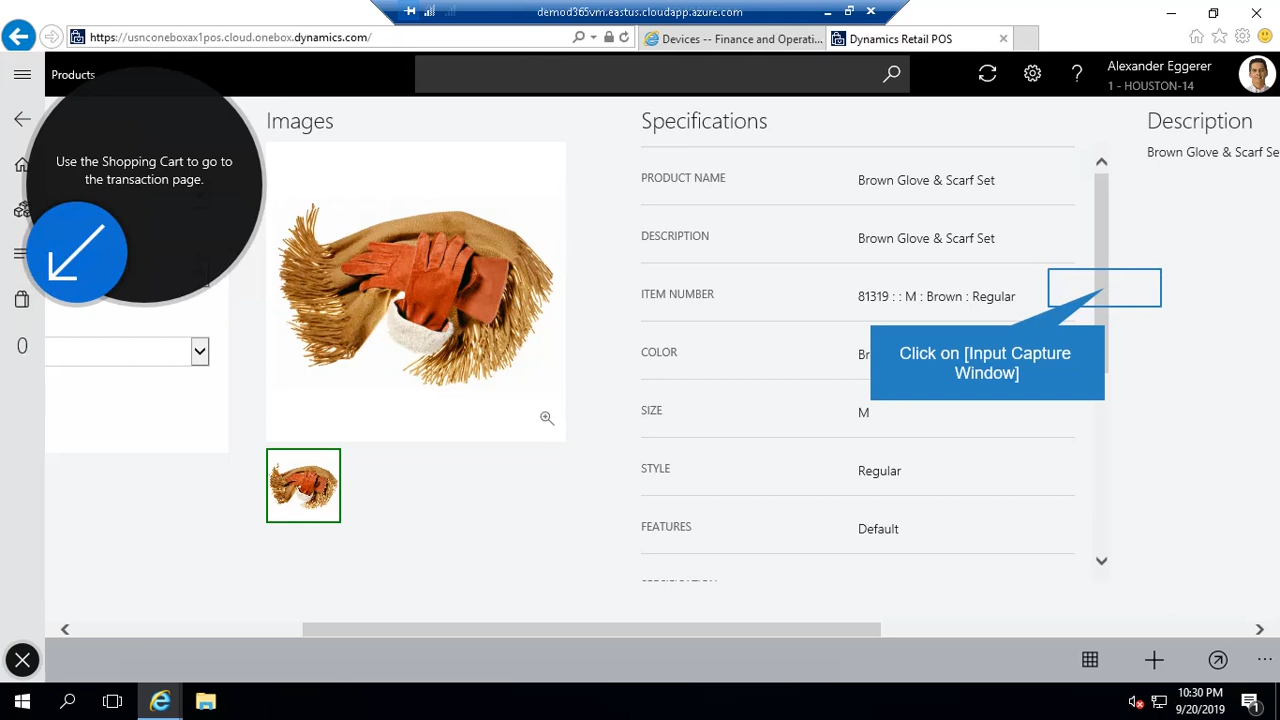 demod365vm.eastus.cloudapp.azure.com
https://usnconeboxax1pos.cloud.onebox.dynamics.com/
Devices -- Finance and Operati...
Dynamics Retail POS
Products
Alexander Eggerer
1 - HOUSTON-14
Use the Shopping Cart to go to
the transaction page.
0
Images
Specifications
PRODUCT NAME Brown Glove & Scarf Set
DESCRIPTION Brown Glove & Scarf Set
ITEM NUMBER 81319 : : M : Brown : Regular
COLOR Br
SIZE M
STYLE Regular
FEATURES Default
Click on [Input Capture
Window]
Description
Brown Glove & Scarf Se
10:30 PM
9/20/2019
1